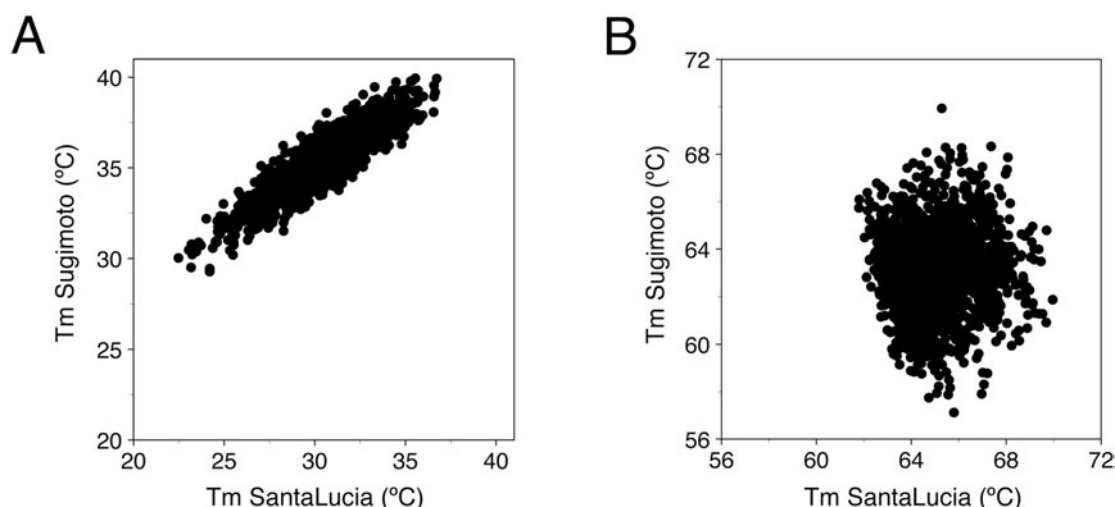 A
B
Tm Sugimoto (ºC)
40
35
30
25
20
20 25 30 35 40
Tm SantaLucia (ºC)
Tm Sugimoto (ºC)
72
68
64
60
56
56 60 64 68 72
Tm SantaLucia (ºC)